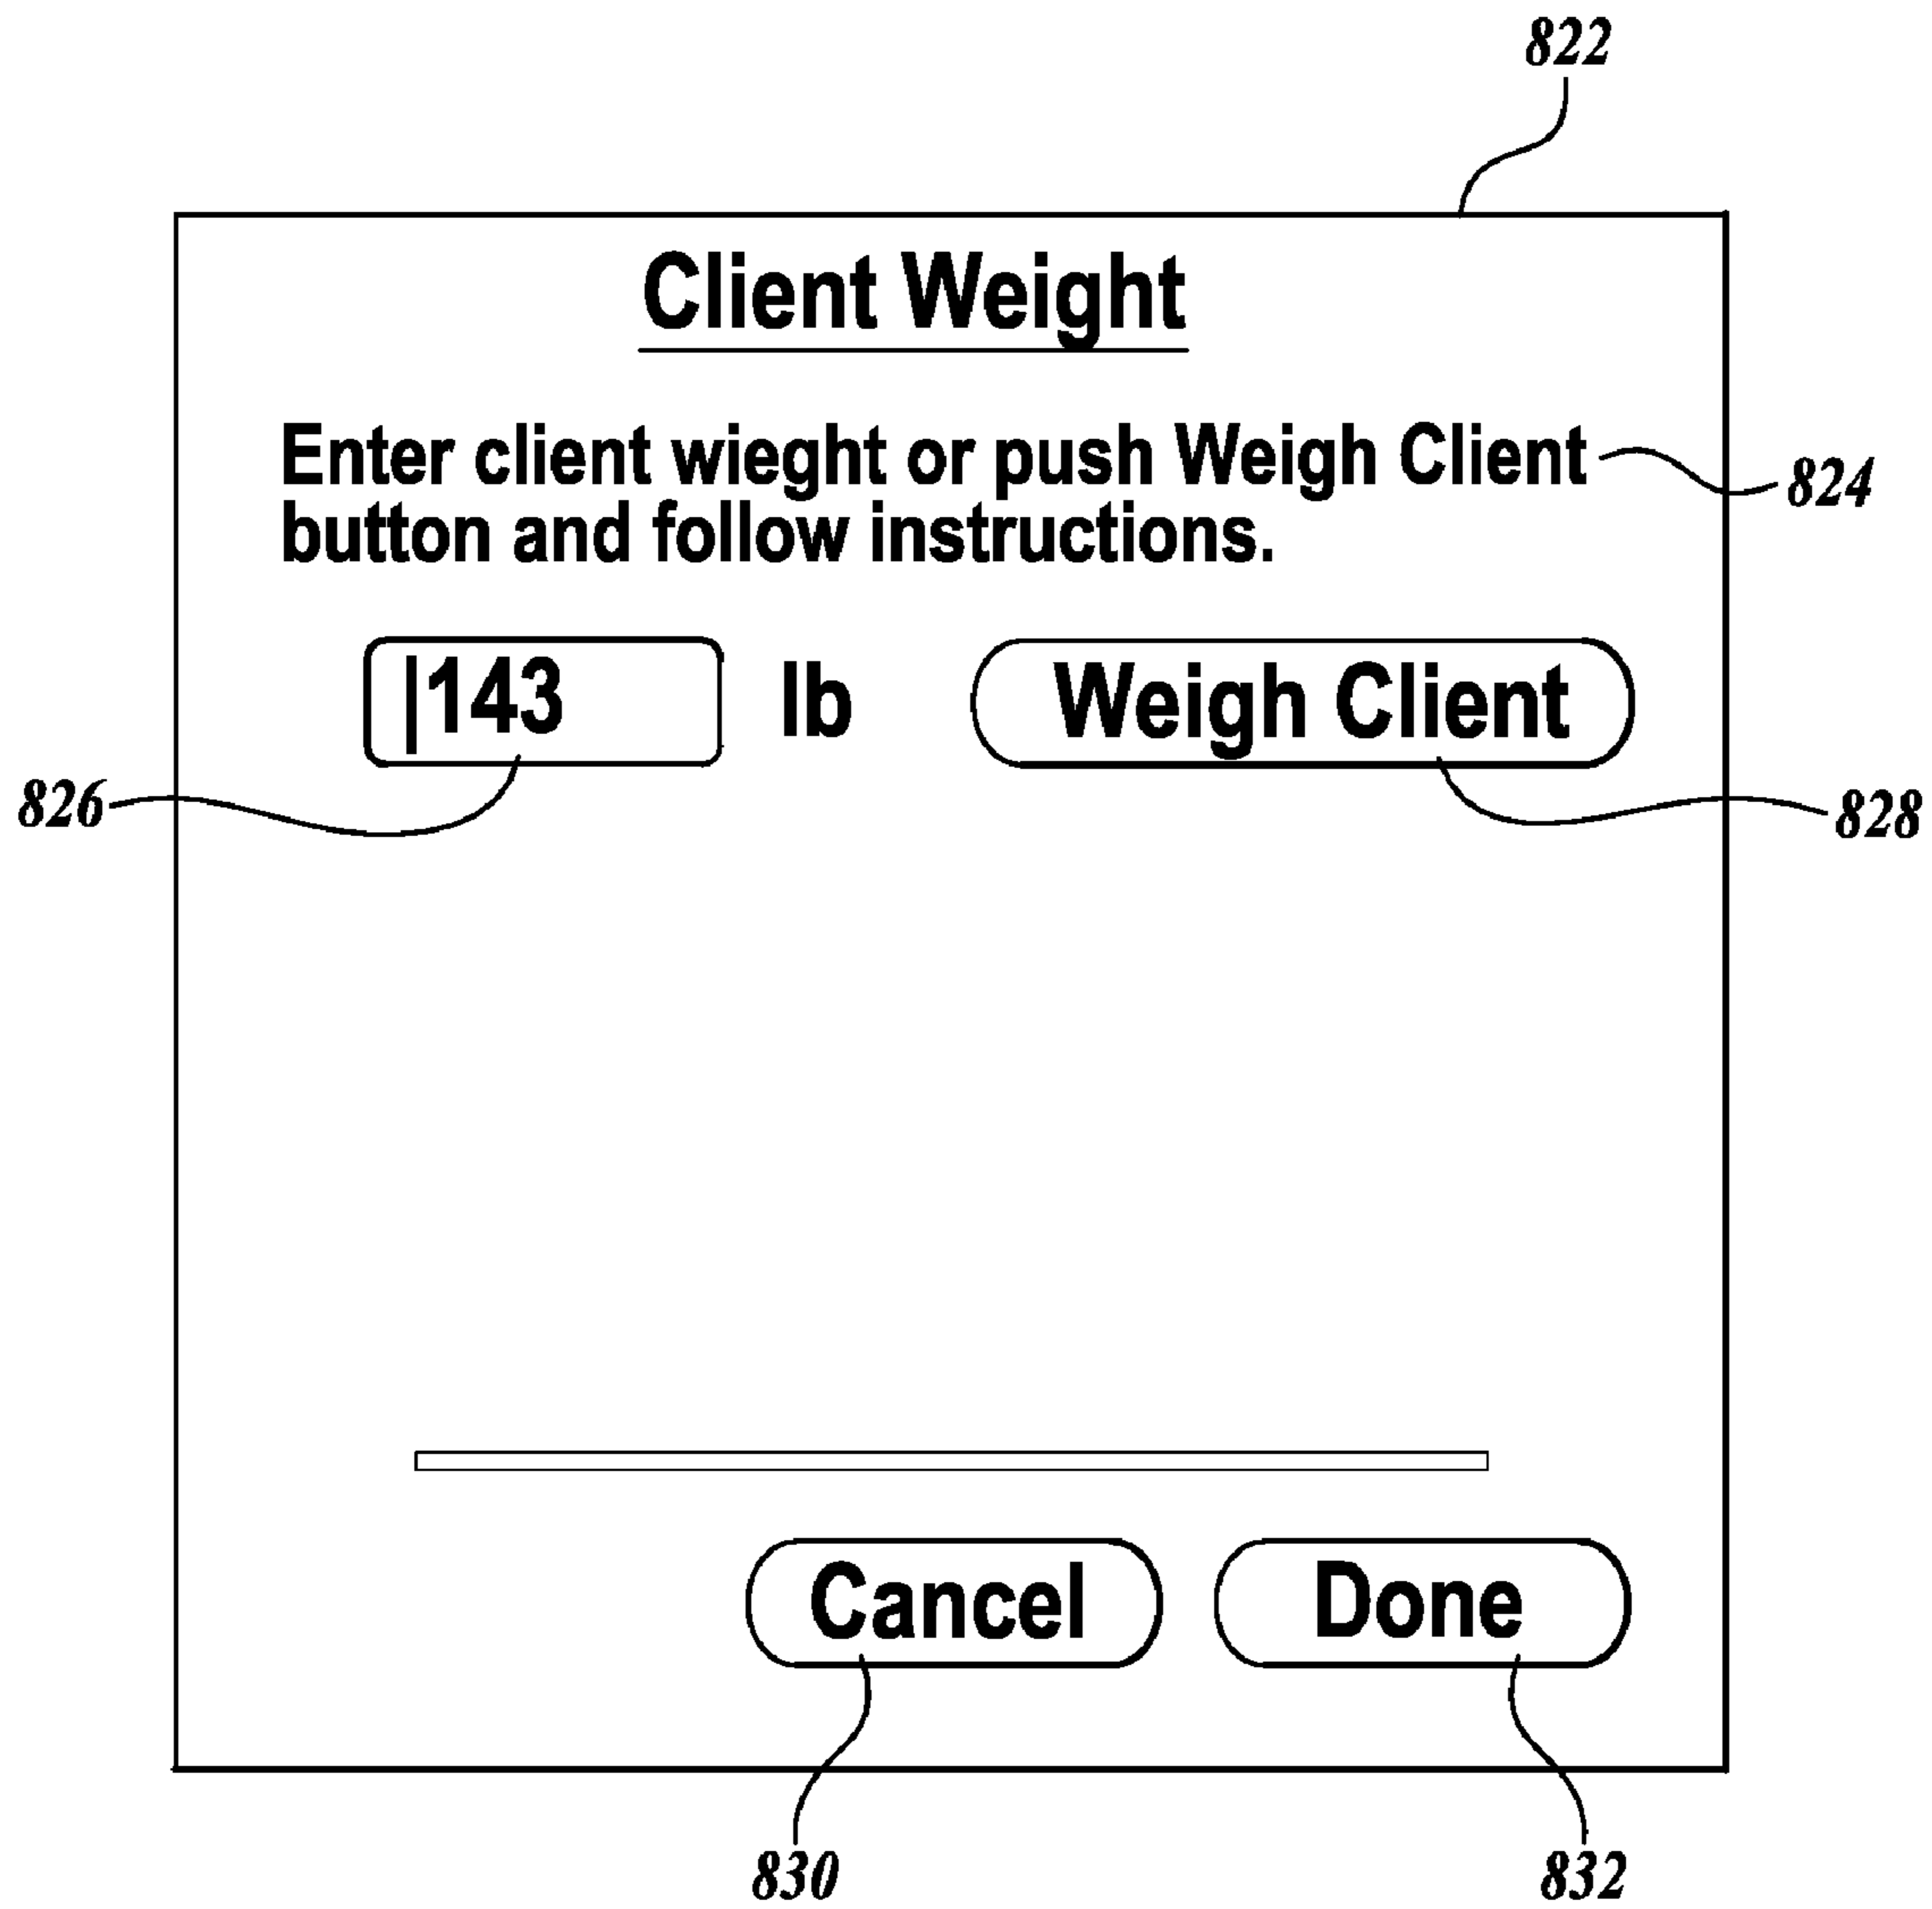 822
Client Weight
Enter client wieght or push Weigh Client
824
button and follow instructions.
143 lb Weigh Client
826
828
Cancel Done
830 832